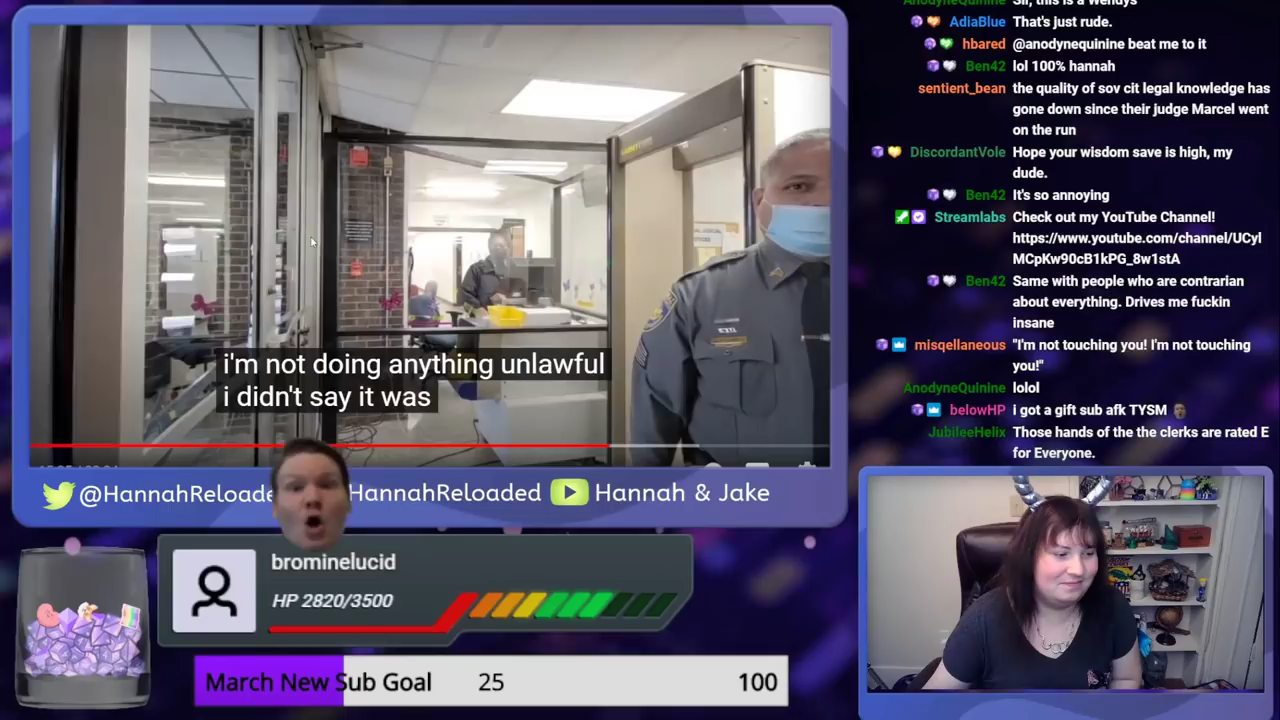 i'm not doing anything unlawful
i didn't say it was
@HannahReloade
HannahReloaded
Hannah & Jake
brominelucid
HP 2820/3500
March New Sub Goal 25 100
AnodyneQuinine Sir, this is a Wendys
AdiaBlue That's just rude.
hbared @anodynequinine beat me to it
Ben42 lol 100% hannah
sentient_bean the quality of sov cit legal knowledge has
gone down since their judge Marcel went
on the run
DiscordantVole Hope your wisdom save is high, my
dude.
Ben42 It's so annoying
Streamlabs Check out my YouTube Channel!
https://www.youtube.com/channel/UCyl
MCpKw90cB1kPG_8w1stA
Ben42 Same with people who are contrarian
about everything. Drives me fuckin
insane
misqellaneous "I'm not touching you! I'm not touching
you!"
AnodyneQuinine lolol
belowHP i got a gift sub afk TYSM
JubileeHelix Those hands of the the clerks are rated E
for Everyone.